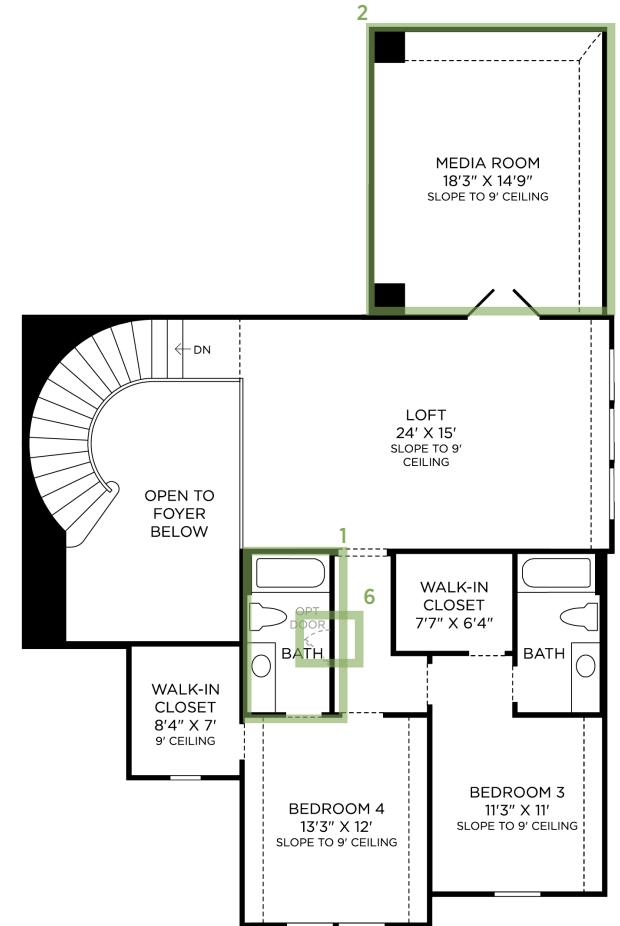 2
MEDIA ROOM
18'3" X 14'9"
SLOPE TO 9' CEILING
DN
LOFT
24' X 15'
SLOPE TO 9'
CEILING
OPEN TO
FOYER
BELOW
1
6
OPT
DOOR
BATH
WALK-IN
CLOSET
7'7" X 6'4"
BATH
WALK-IN
CLOSET
8'4" X 7'
9' CEILING
BEDROOM 4
13'3" X 12'
SLOPE TO 9' CEILING
BEDROOM 3
11'3" X 11'
SLOPE TO 9' CEILING